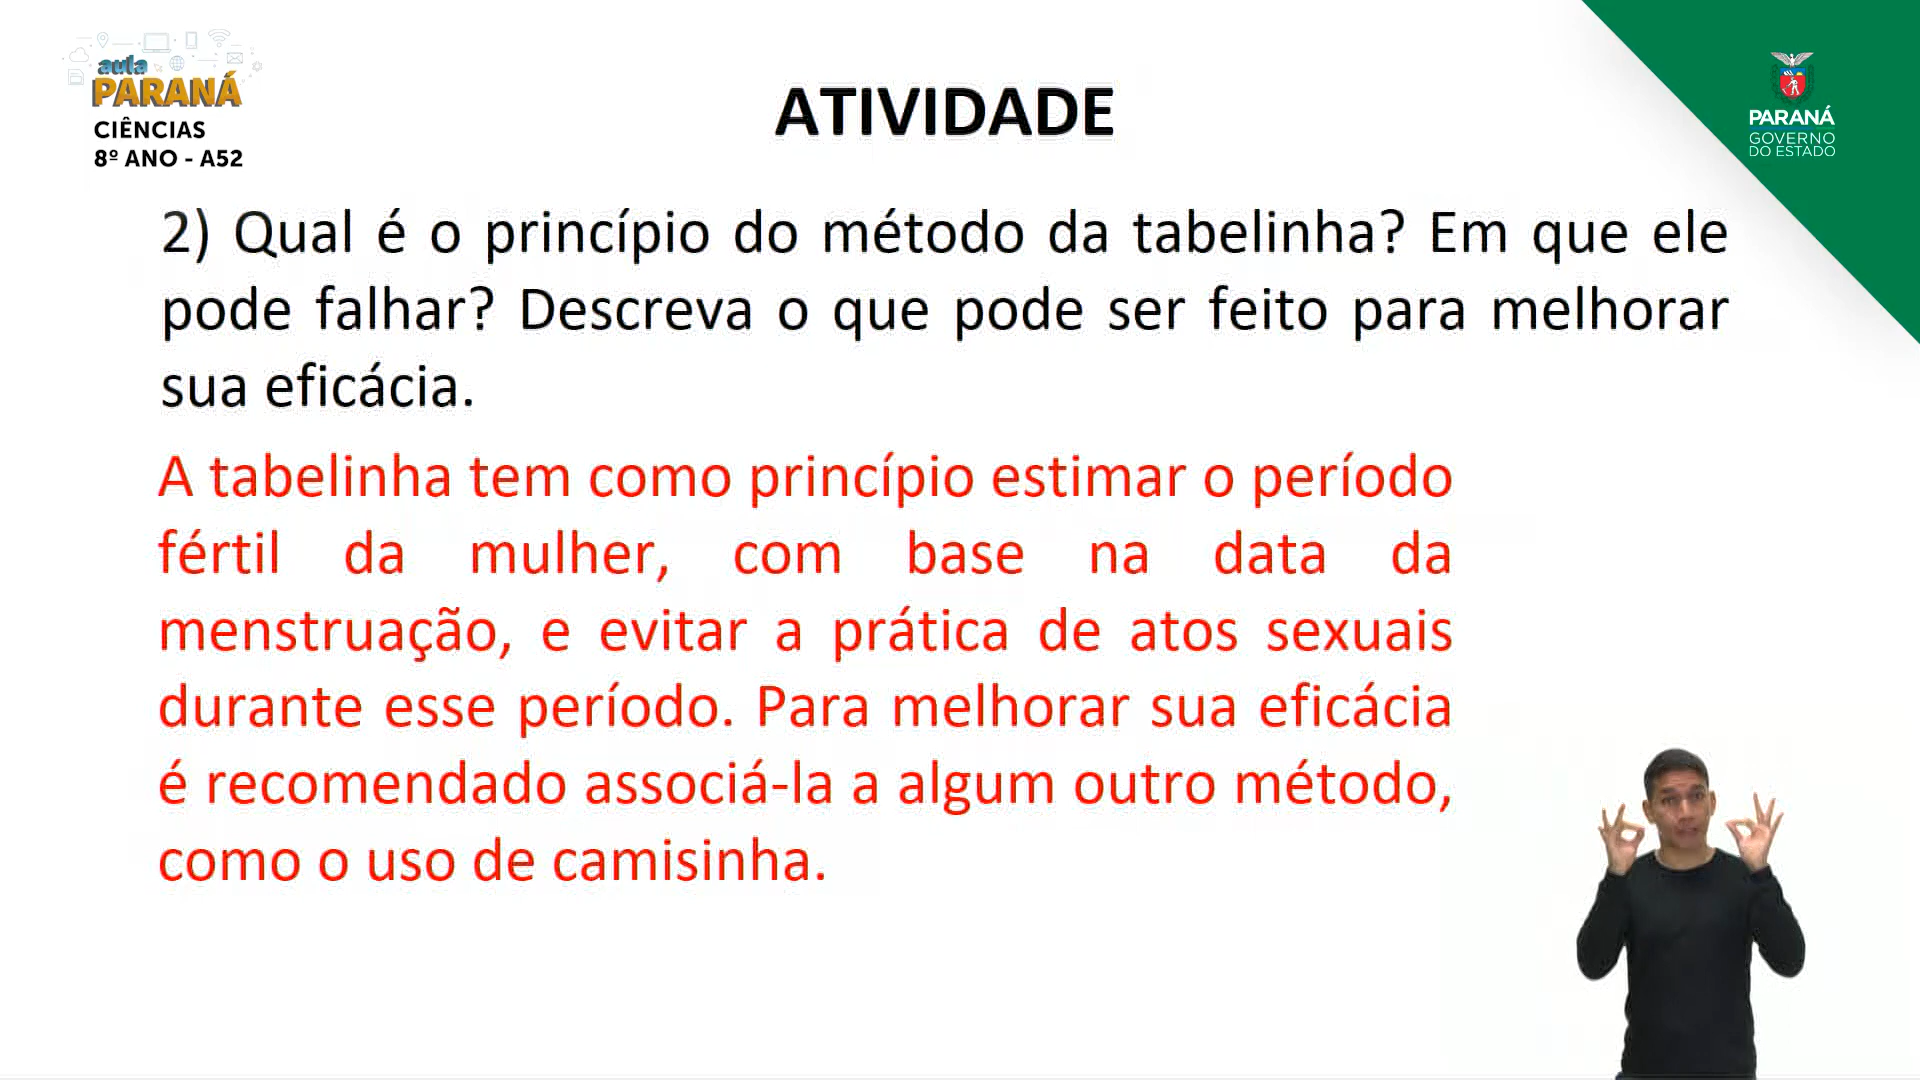 aula
PARANÁ
CIÊNCIAS
8º ANO - A52
ATIVIDADE
PARANÁ
GOVERNO
DO ESTADO
2) Qual é o princípio do método da tabelinha? Em que ele
pode falhar? Descreva o que pode ser feito para melhorar
sua eficácia.
A tabelinha tem como princípio estimar o período
fértil da mulher, com base na data da
menstruação, e evitar a prática de atos sexuais
durante esse período. Para melhorar sua eficácia
é recomendado associá-la a algum outro método,
como o uso de camisinha.